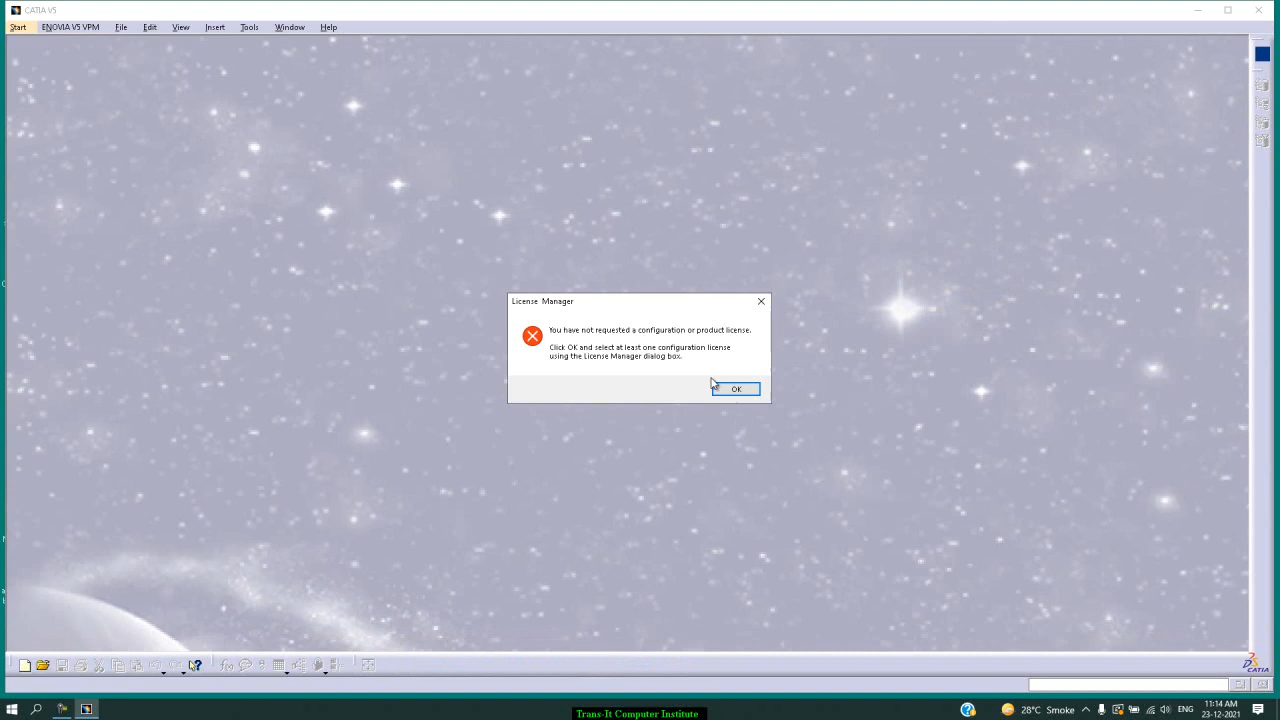 CATIA V5
Start ENOVIA V5 VPM File Edit View Insert Tools Window Help
License Manager
You have not requested a configuration or product license.
Click OK and select at least one configuration license
using the License Manager dialog box.
OK
CATIA
28°C Smoke
ENG
11:14 AM
23-12-2021
Trans-It Computer Institute